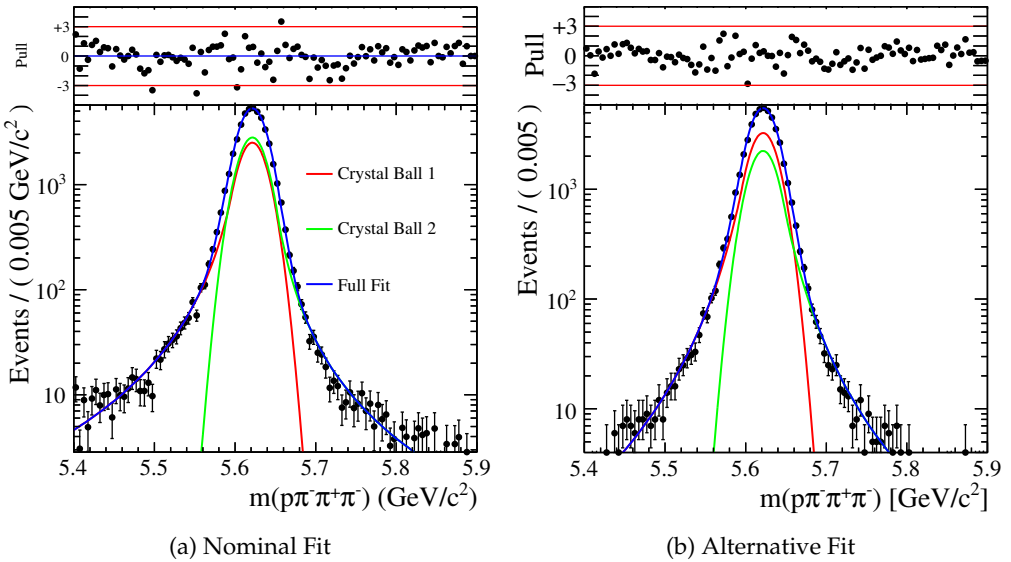 Pull
+3
0
-3
Events / ( 0.005 GeV/c²)
10³
10²
10
Crystal Ball 1
Crystal Ball 2
Full Fit
5.4 5.5 5.6 5.7 5.8 5.9
m(pπ⁻π⁺π⁻) (GeV/c²)
(a) Nominal Fit
Pull
+3
0
−3
Events / ( 0.005 )
10³
10²
10
5.4 5.5 5.6 5.7 5.8 5.9
m(pπ⁻π⁺π⁻) [GeV/c²]
(b) Alternative Fit